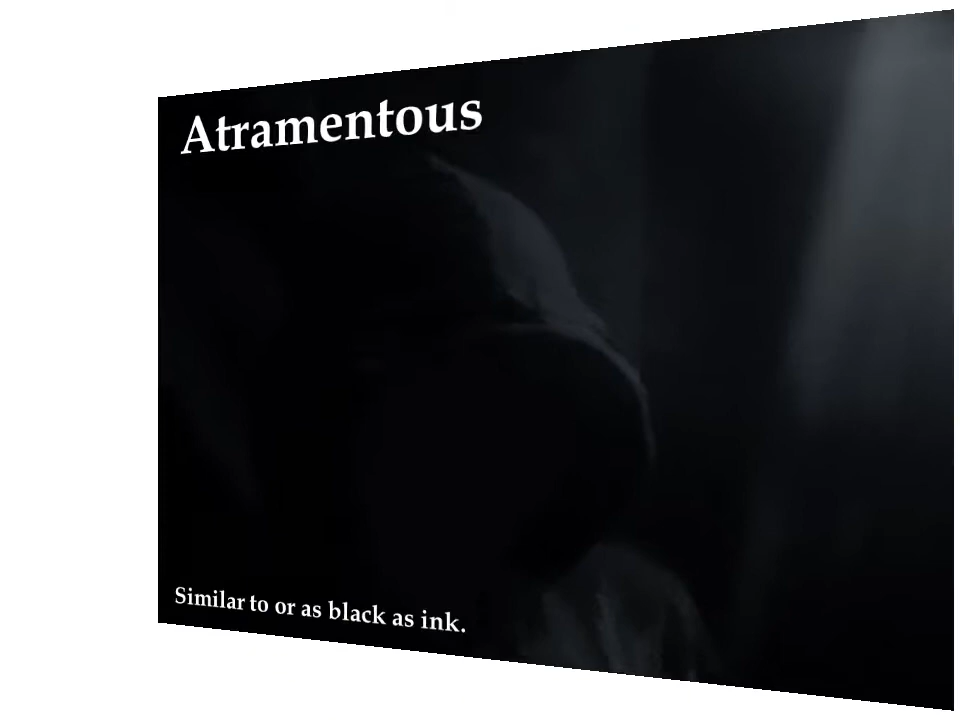 Atramentous
Similar to or as black as ink.